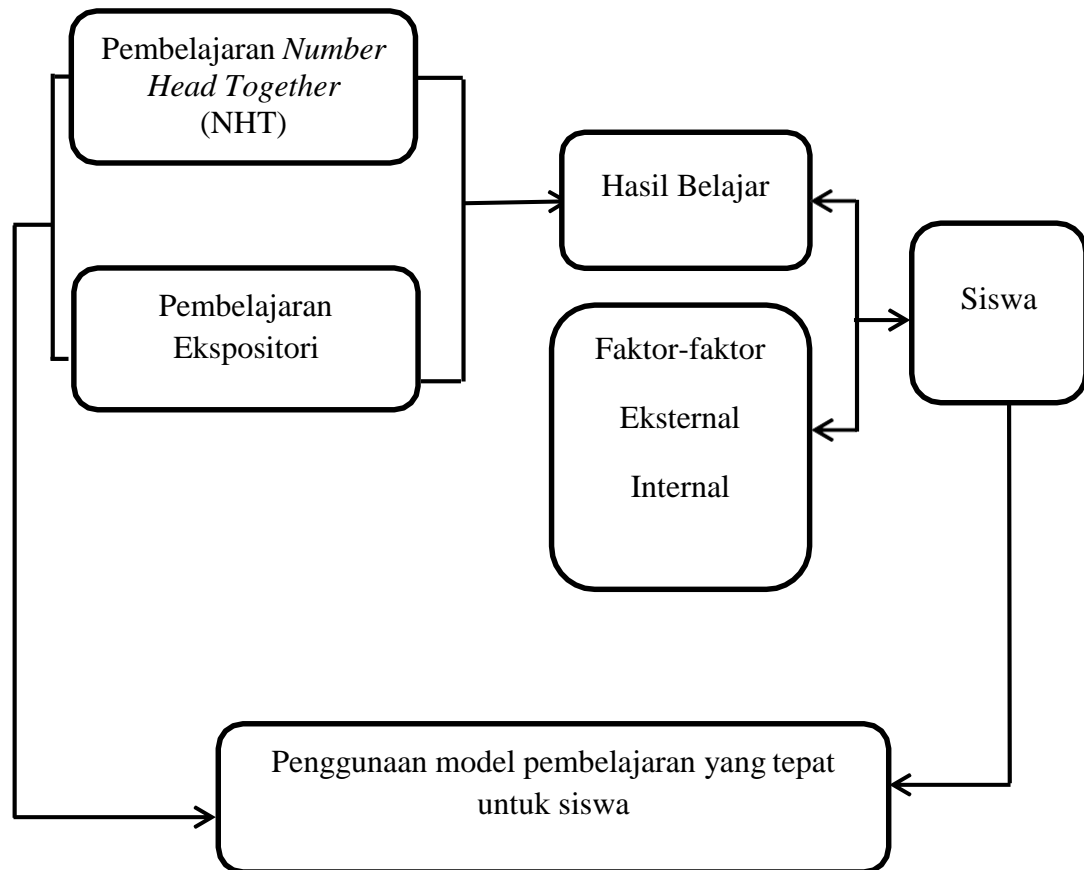 Pembelajaran Number
Head Together
(NHT)
Pembelajaran
Ekspositori
Hasil Belajar
Faktor-faktor
Eksternal
Internal
Siswa
Penggunaan model pembelajaran yang tepat
untuk siswa